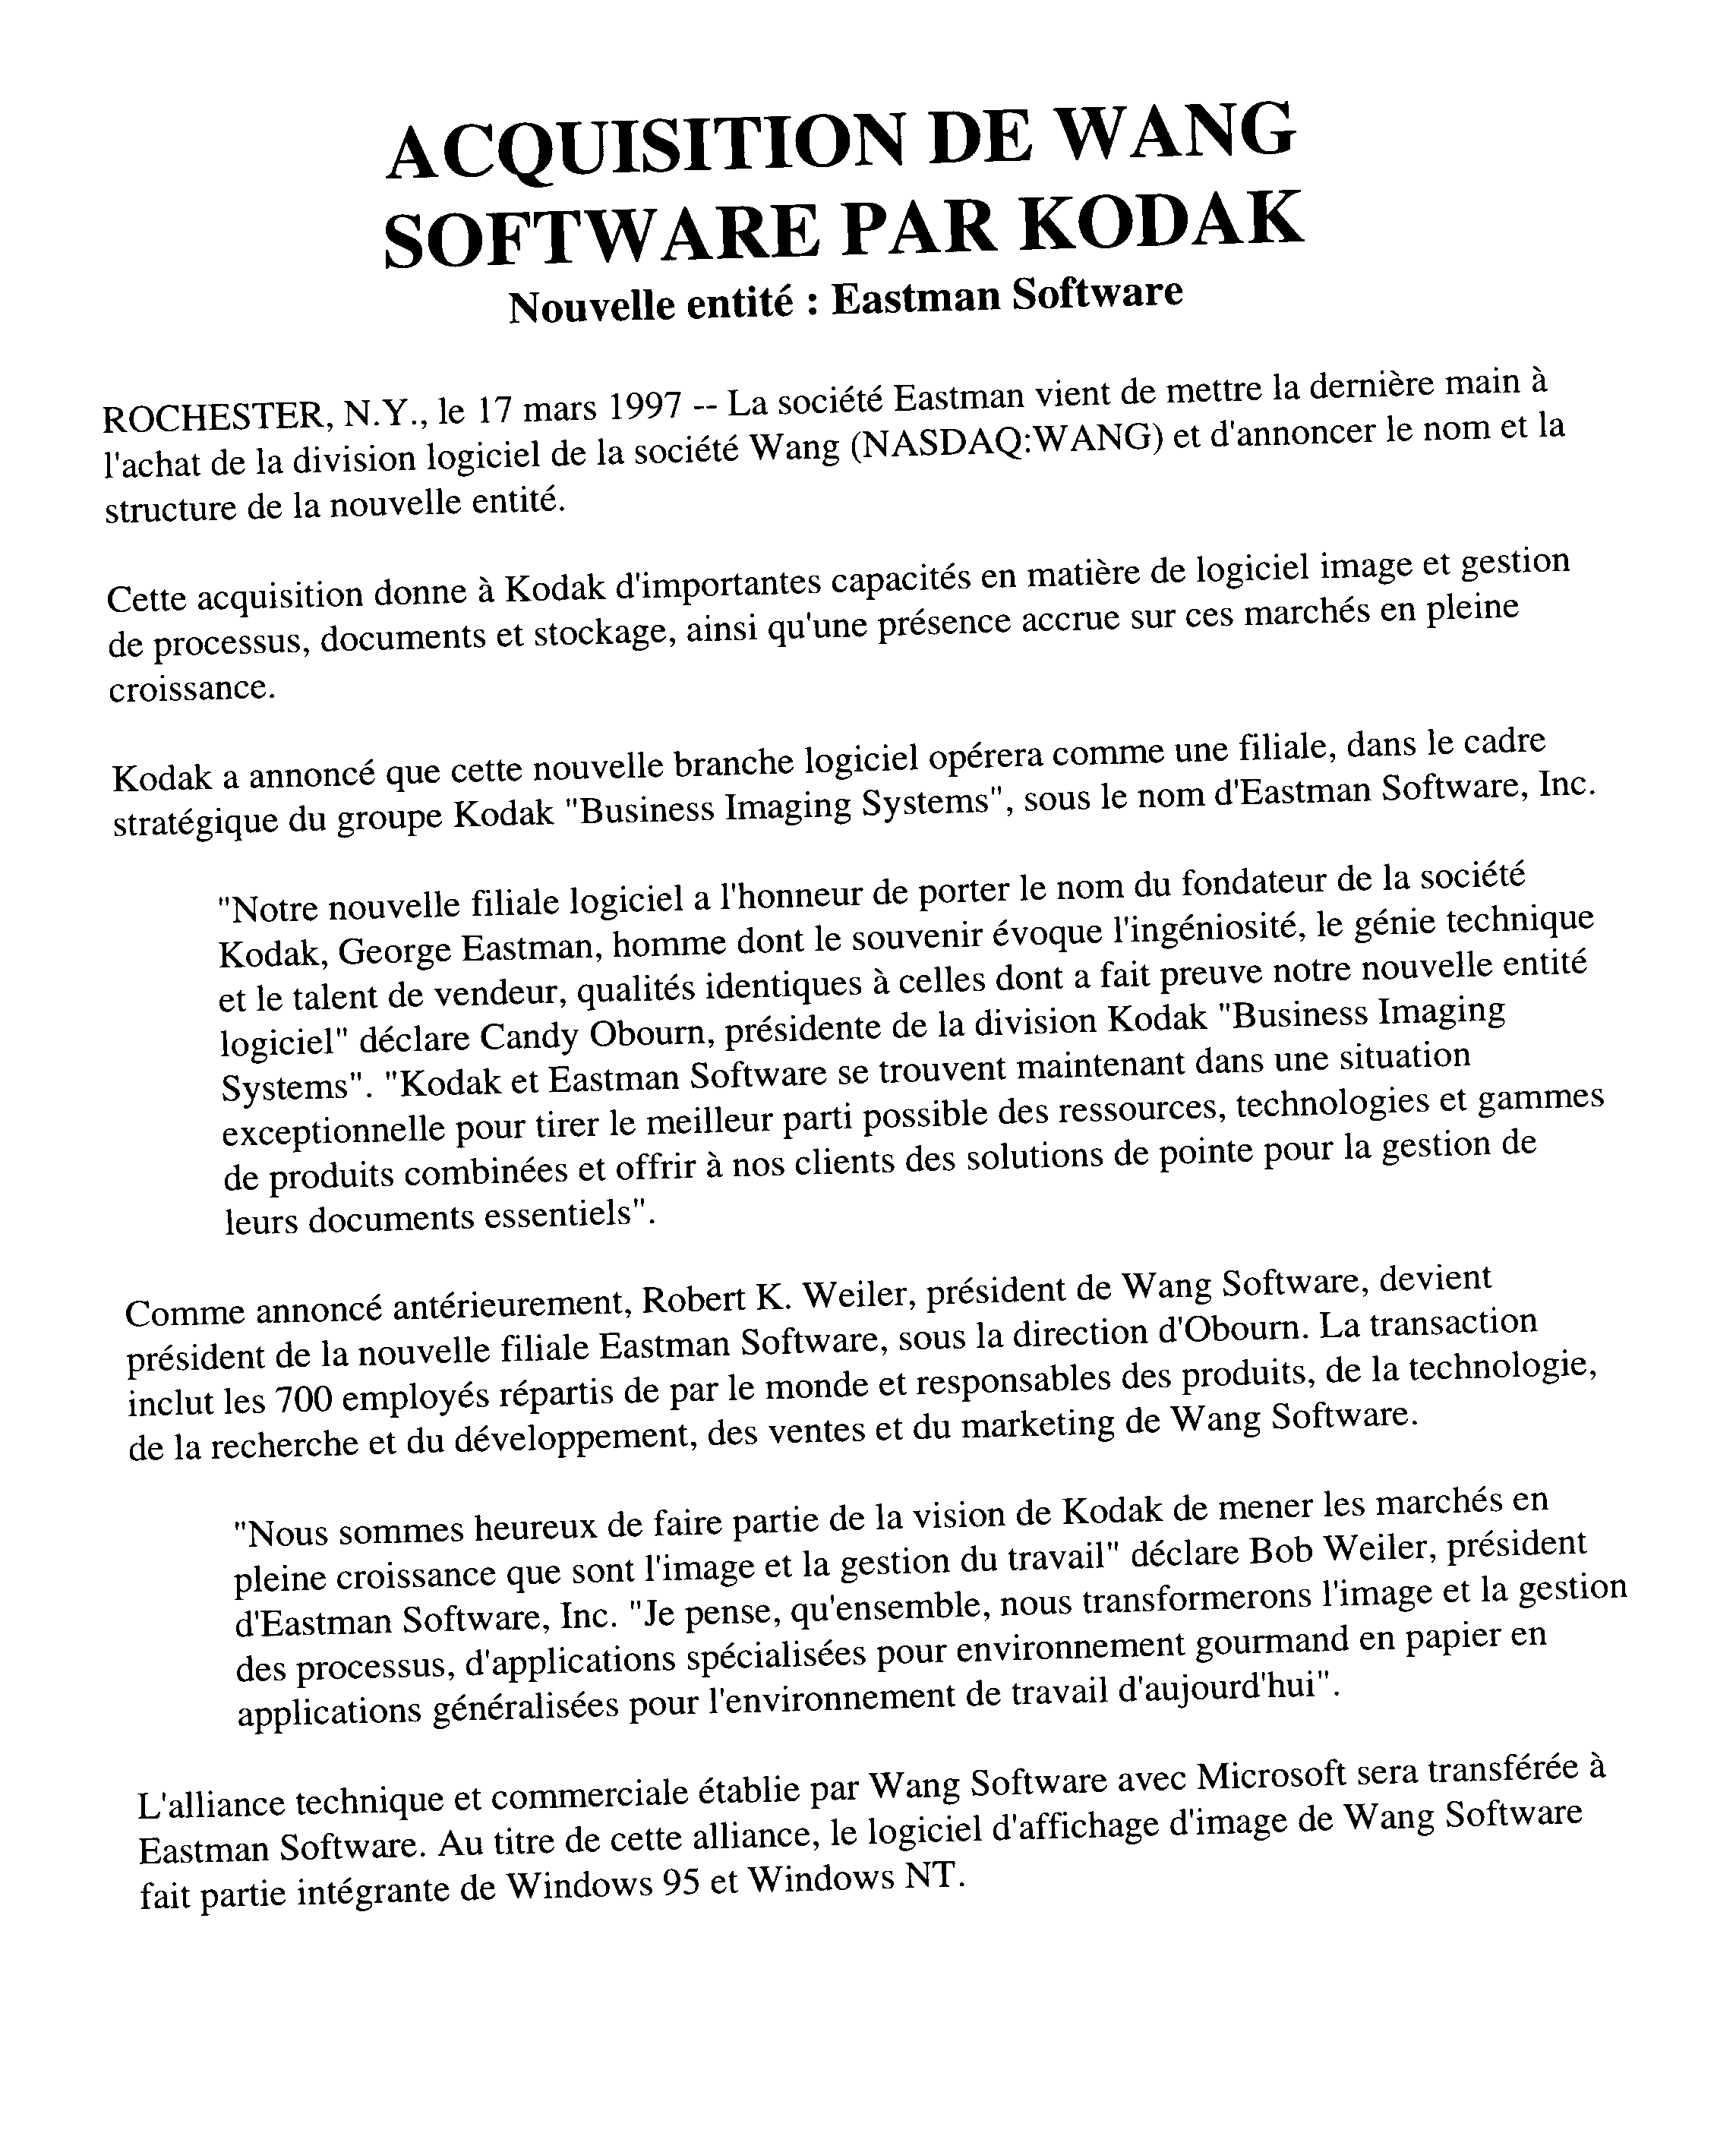 ACQUISITION DE WANG
SOFTWARE PAR KODAK
Nouvelle entité : Eastman Software
ROCHESTER, N.Y., le 17 mars 1997 -- La société Eastman vient de mettre la dernière main à
l'achat de la division logiciel de la société Wang (NASDAQ:WANG) et d'annoncer le nom et la
structure de la nouvelle entité.
Cette acquisition donne à Kodak d'importantes capacités en matière de logiciel image et gestion
de processus, documents et stockage, ainsi qu'une présence accrue sur ces marchés en pleine
croissance.
Kodak a annoncé que cette nouvelle branche logiciel opérera comme une filiale, dans le cadre
stratégique du groupe Kodak "Business Imaging Systems", sous le nom d'Eastman Software, Inc.
"Notre nouvelle filiale logiciel a l'honneur de porter le nom du fondateur de la société
Kodak, George Eastman, homme dont le souvenir évoque l'ingéniosité, le génie technique
et le talent de vendeur, qualités identiques à celles dont a fait preuve notre nouvelle entité
logiciel" déclare Candy Obourn, présidente de la division Kodak "Business Imaging
Systems". "Kodak et Eastman Software se trouvent maintenant dans une situation
exceptionnelle pour tirer le meilleur parti possible des ressources, technologies et gammes
de produits combinées et offrir à nos clients des solutions de pointe pour la gestion de
leurs documents essentiels".
Comme annoncé antérieurement, Robert K. Weiler, président de Wang Software, devient
président de la nouvelle filiale Eastman Software, sous la direction d'Obourn. La transaction
inclut les 700 employés répartis de par le monde et responsables des produits, de la technologie,
de la recherche et du développement, des ventes et du marketing de Wang Software.
"Nous sommes heureux de faire partie de la vision de Kodak de mener les marchés en
pleine croissance que sont l'image et la gestion du travail" déclare Bob Weiler, président
d'Eastman Software, Inc. "Je pense, qu'ensemble, nous transformerons l'image et la gestion
des processus, d'applications spécialisées pour environnement gourmand en papier en
applications généralisées pour l'environnement de travail d'aujourd'hui".
L'alliance technique et commerciale établie par Wang Software avec Microsoft sera transférée à
Eastman Software. Au titre de cette alliance, le logiciel d'affichage d'image de Wang Software
fait partie intégrante de Windows 95 et Windows NT.